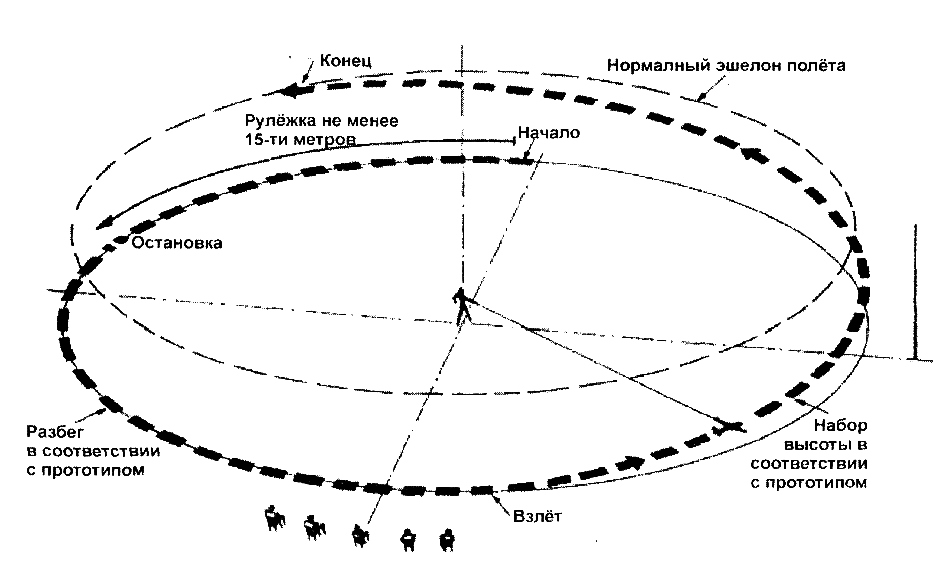 Конец
Нормалный эшелон полёта
Рулёжка не менее
15-ти метров
Начало
Остановка
Разбег
в соответствии
с прототипом
Набор
высоты в
соответствии
с прототипом
Взлёт